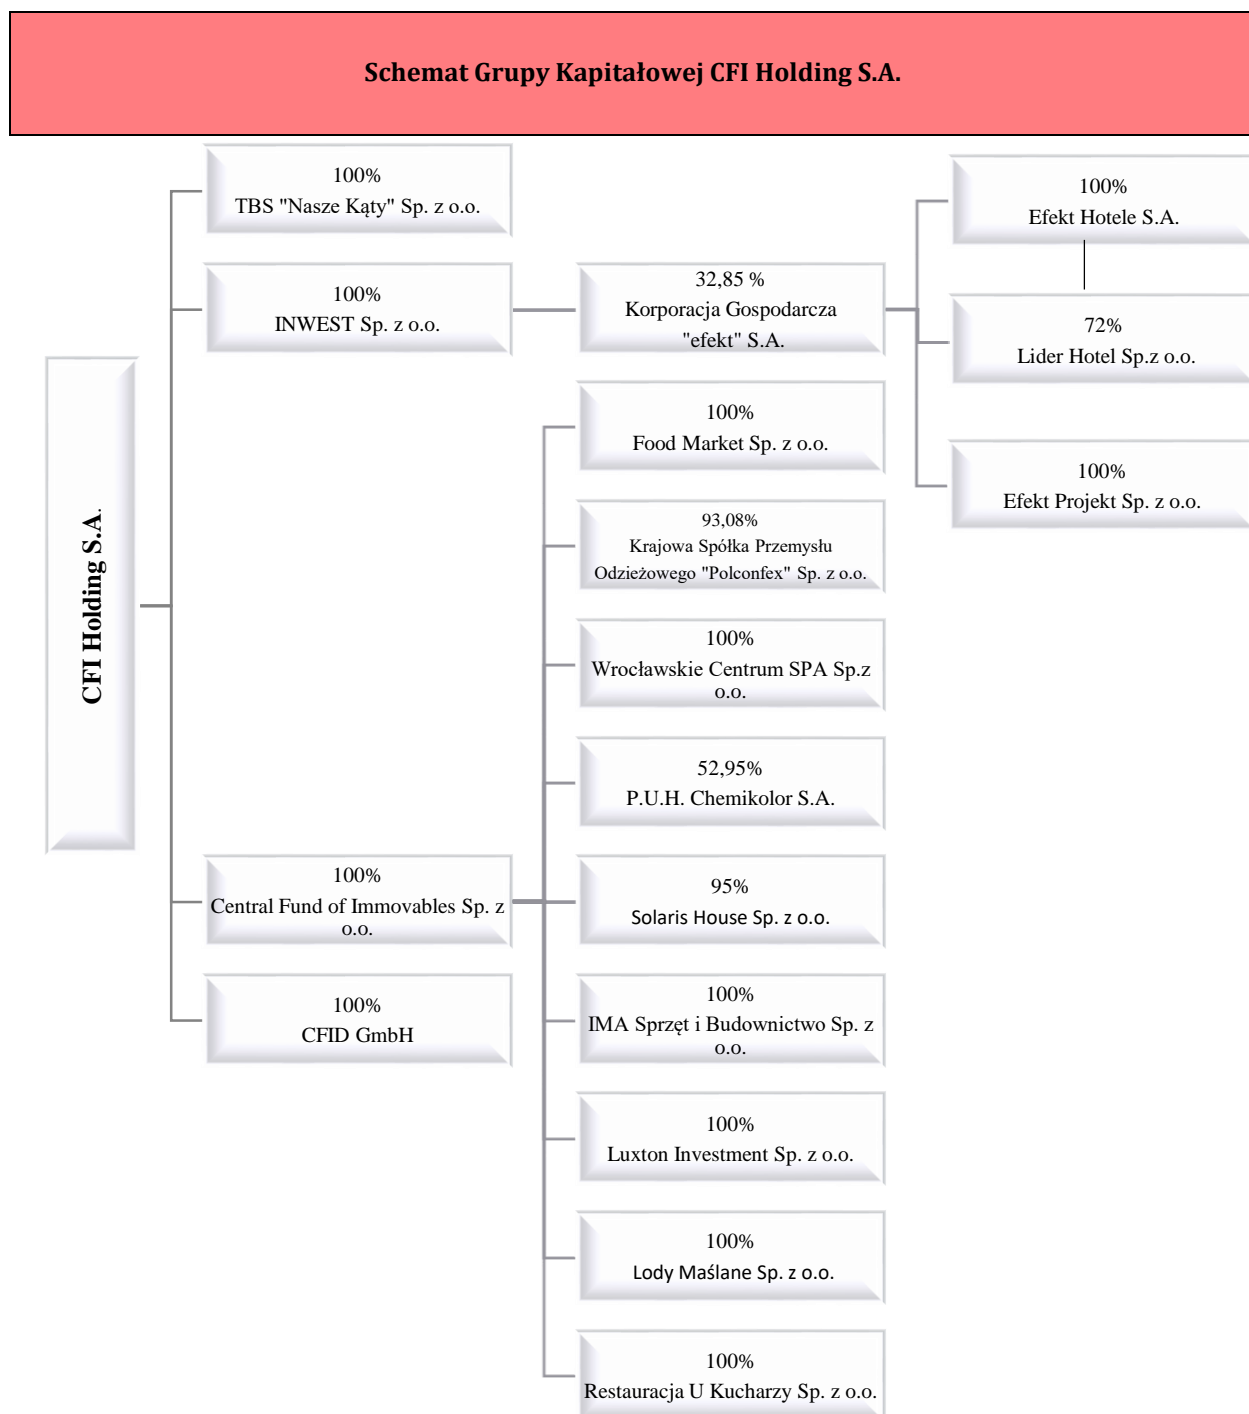 Schemat Grupy Kapitałowej CFI Holding S.A.
CFI Holding S.A.
100%
TBS "Nasze Kąty" Sp. z o.o.
100%
INWEST Sp. z o.o.
100%
Central Fund of Immovables Sp. z
o.o.
100%
CFID GmbH
32,85 %
Korporacja Gospodarcza
"efekt" S.A.
100%
Food Market Sp. z o.o.
93,08%
Krajowa Spółka Przemysłu
Odzieżowego "Polconfex" Sp. z o.o.
100%
Wrocławskie Centrum SPA Sp.z
o.o.
52,95%
P.U.H. Chemikolor S.A.
95%
Solaris House Sp. z o.o.
100%
IMA Sprzęt i Budownictwo Sp. z
o.o.
100%
Luxton Investment Sp. z o.o.
100%
Lody Maślane Sp. z o.o.
100%
Restauracja U Kucharzy Sp. z o.o.
100%
Efekt Hotele S.A.
72%
Lider Hotel Sp.z o.o.
100%
Efekt Projekt Sp. z o.o.